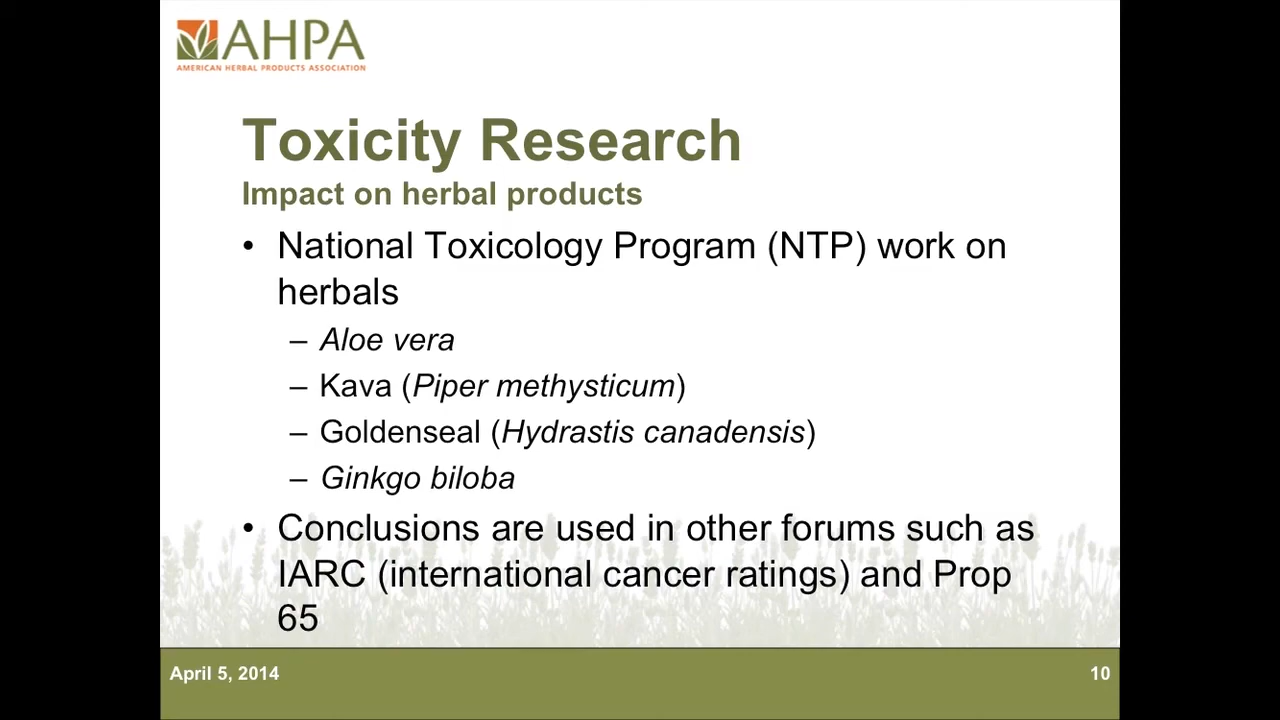 AHPA
AMERICAN HERBAL PRODUCTS ASSOCIATION
Toxicity Research
Impact on herbal products
• National Toxicology Program (NTP) work on
herbals
– Aloe vera
– Kava (Piper methysticum)
– Goldenseal (Hydrastis canadensis)
– Ginkgo biloba
• Conclusions are used in other forums such as
IARC (international cancer ratings) and Prop
65
April 5, 2014
10